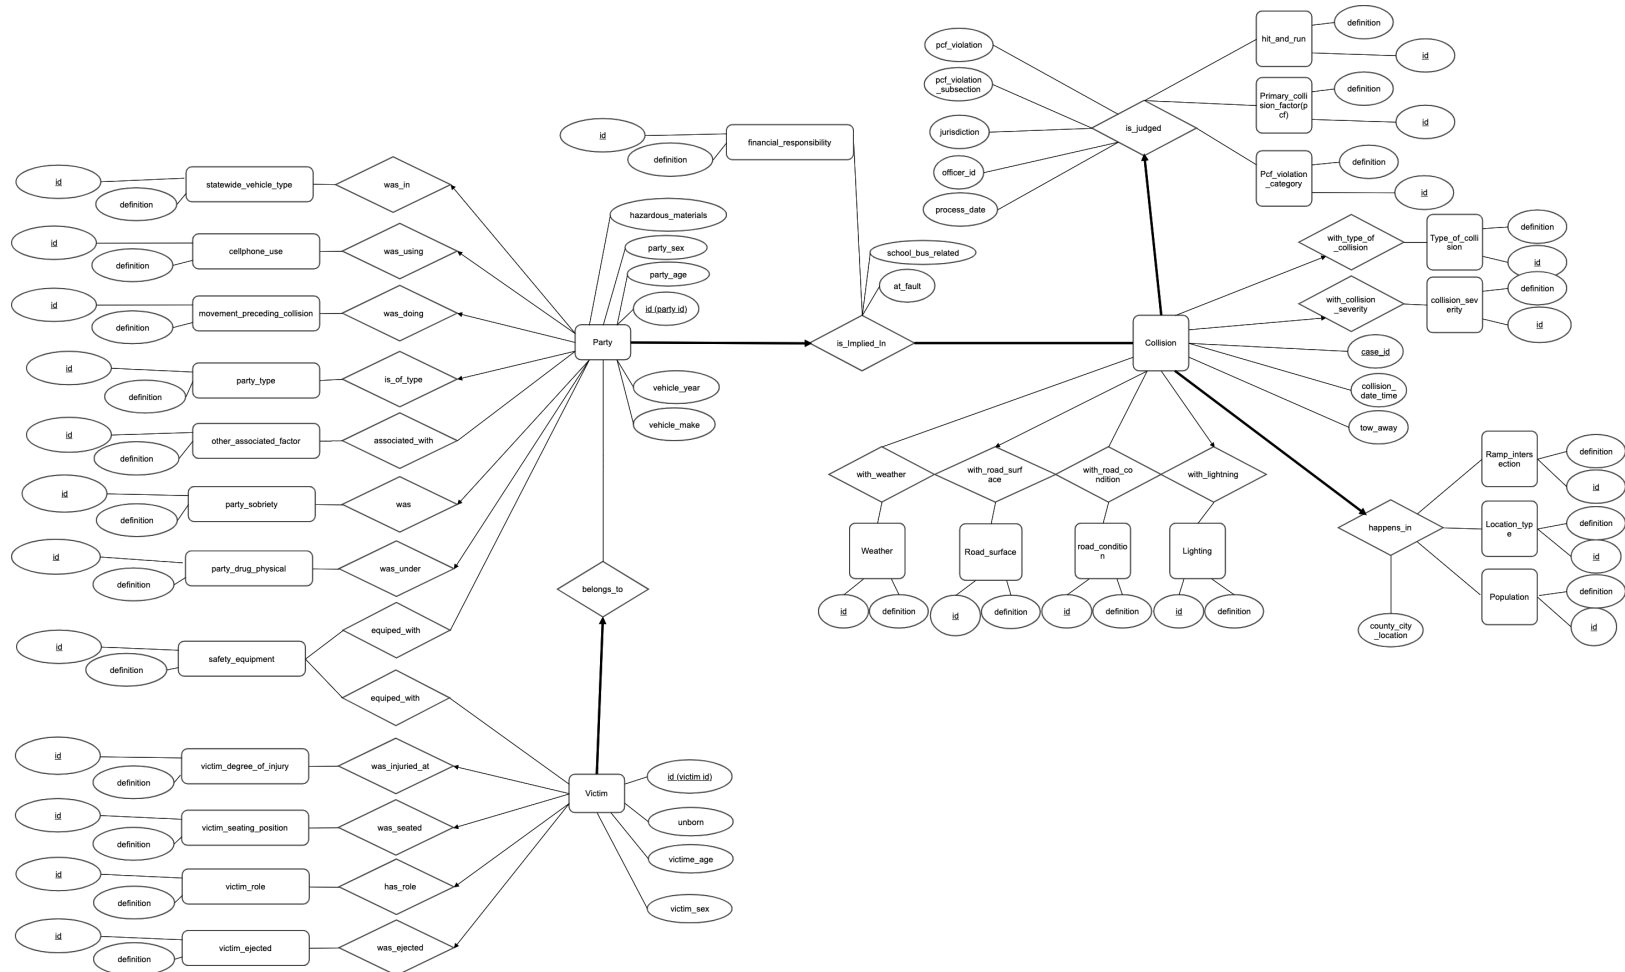 definition
hit_and_run
id
pcf_violation
pcf_violation
_subsection
jurisdiction
officer_id
process_date
is_judged
definition
Primary_colli
sion_factor(p
cf)
id
definition
Pcf_violation
_category
id
id
definition
financial_responsibility
id
definition
statewide_vehicle_type
was_in
id
definition
cellphone_use
was_using
id
definition
movement_preceding_collision
was_doing
id
definition
party_type
is_of_type
id
definition
other_associated_factor
associated_with
id
definition
party_sobriety
was
id
definition
party_drug_physical
was_under
id
definition
safety_equipment
equiped_with
equiped_with
hazardous_materials
party_sex
party_age
id (party id)
Party
vehicle_year
vehicle_make
school_bus_related
at_fault
is_Implied_In
Collision
with_type_of
_collision
Type_of_colli
sion
definition
id
with_collision
_severity
collision_sev
erity
definition
id
case_id
collision_
date_time
tow_away
with_weather
with_road_surf
ace
with_road_co
ndition
with_lightning
Weather
Road_surface
road_conditio
n
Lighting
id
definition
id
definition
id
definition
id
definition
happens_in
county_city
_location
Ramp_inters
ection
definition
id
Location_typ
e
definition
id
Population
definition
id
belongs_to
id
definition
victim_degree_of_injury
was_injuried_at
id
definition
victim_seating_position
was_seated
id
definition
victim_role
has_role
id
definition
victim_ejected
was_ejected
Victim
id (victim id)
unborn
victime_age
victim_sex